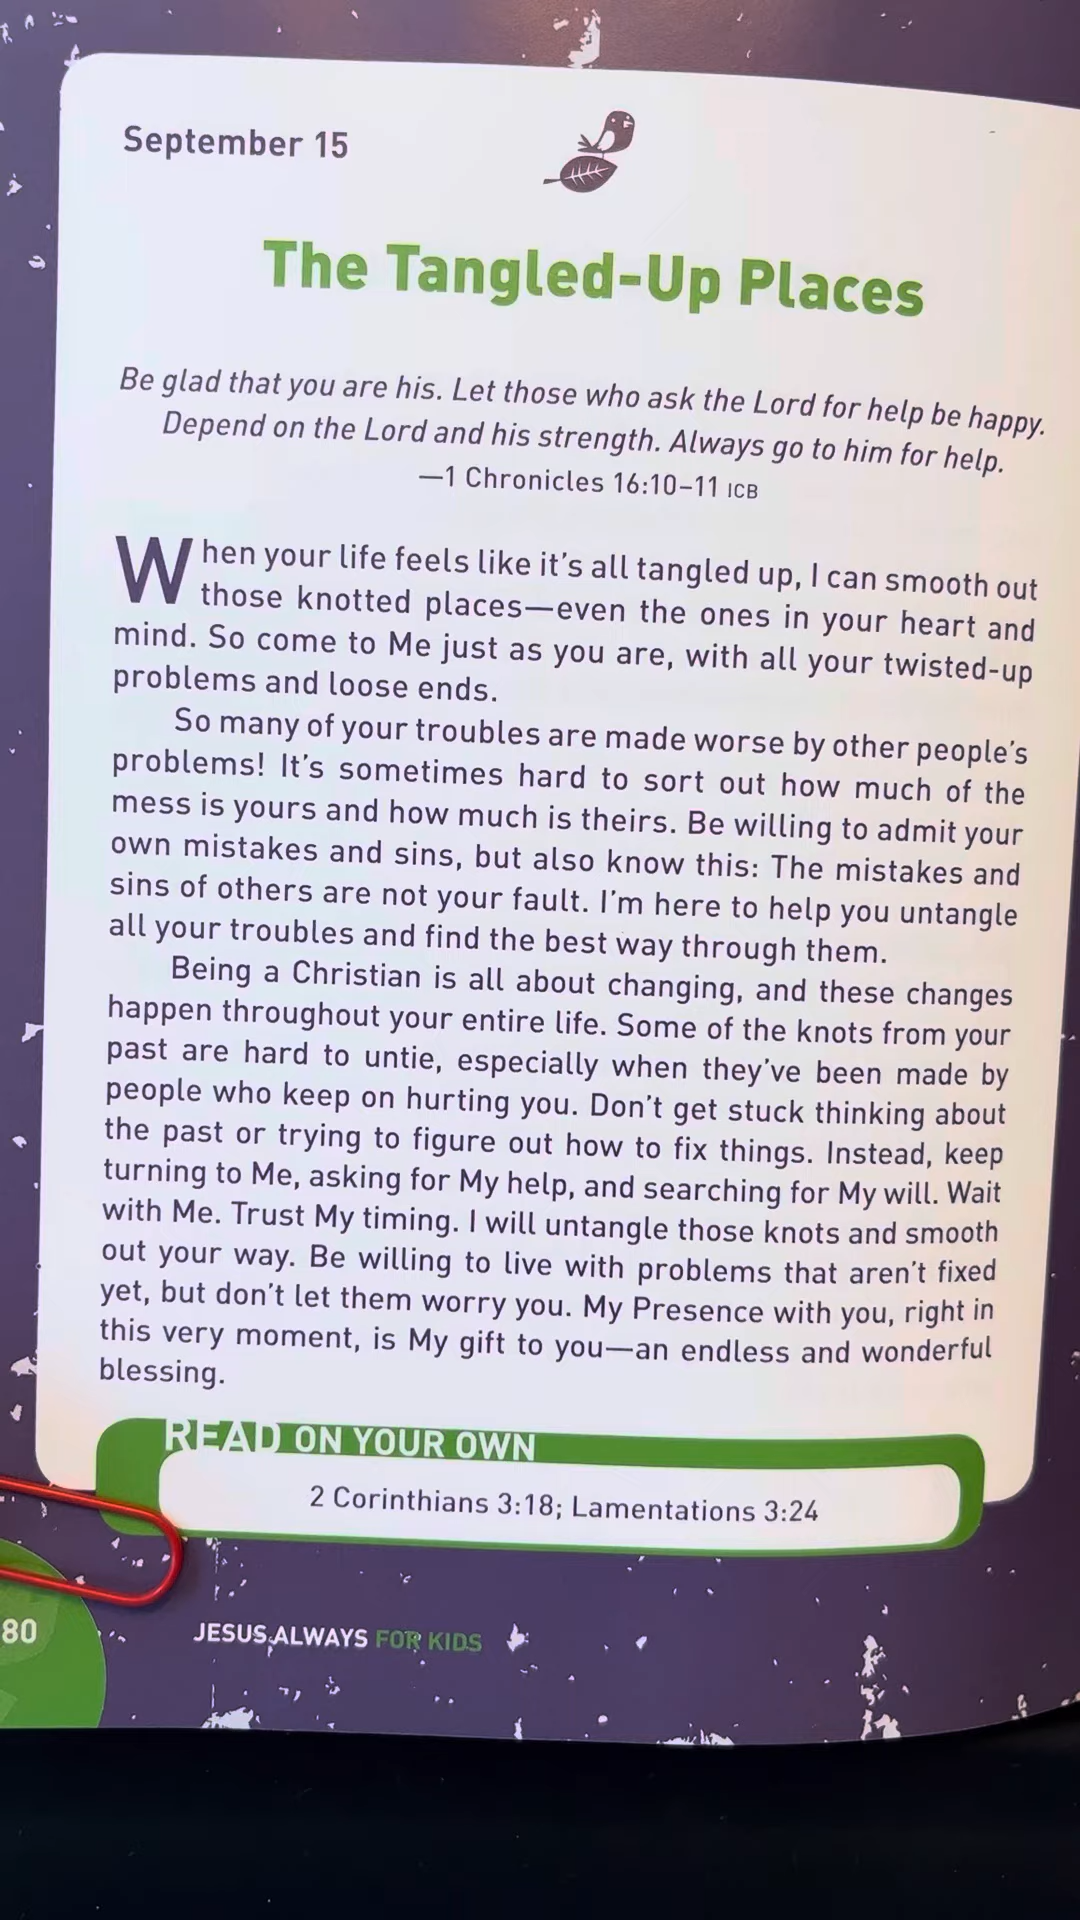 September 15
The Tangled-Up Places
Be glad that you are his. Let those who ask the Lord for help be happy.
Depend on the Lord and his strength. Always go to him for help.
—1 Chronicles 16:10–11 ICB
When your life feels like it's all tangled up, I can smooth out
those knotted places—even the ones in your heart and
mind. So come to Me just as you are, with all your twisted-up
problems and loose ends.
So many of your troubles are made worse by other people's
problems! It's sometimes hard to sort out how much of the
mess is yours and how much is theirs. Be willing to admit your
own mistakes and sins, but also know this: The mistakes and
sins of others are not your fault. I'm here to help you untangle
all your troubles and find the best way through them.
Being a Christian is all about changing, and these changes
happen throughout your entire life. Some of the knots from your
past are hard to untie, especially when they've been made by
people who keep on hurting you. Don't get stuck thinking about
the past or trying to figure out how to fix things. Instead, keep
turning to Me, asking for My help, and searching for My will. Wait
with Me. Trust My timing. I will untangle those knots and smooth
out your way. Be willing to live with problems that aren't fixed
yet, but don't let them worry you. My Presence with you, right in
this very moment, is My gift to you—an endless and wonderful
blessing.
READ ON YOUR OWN
2 Corinthians 3:18; Lamentations 3:24
80
JESUS ALWAYS FOR KIDS